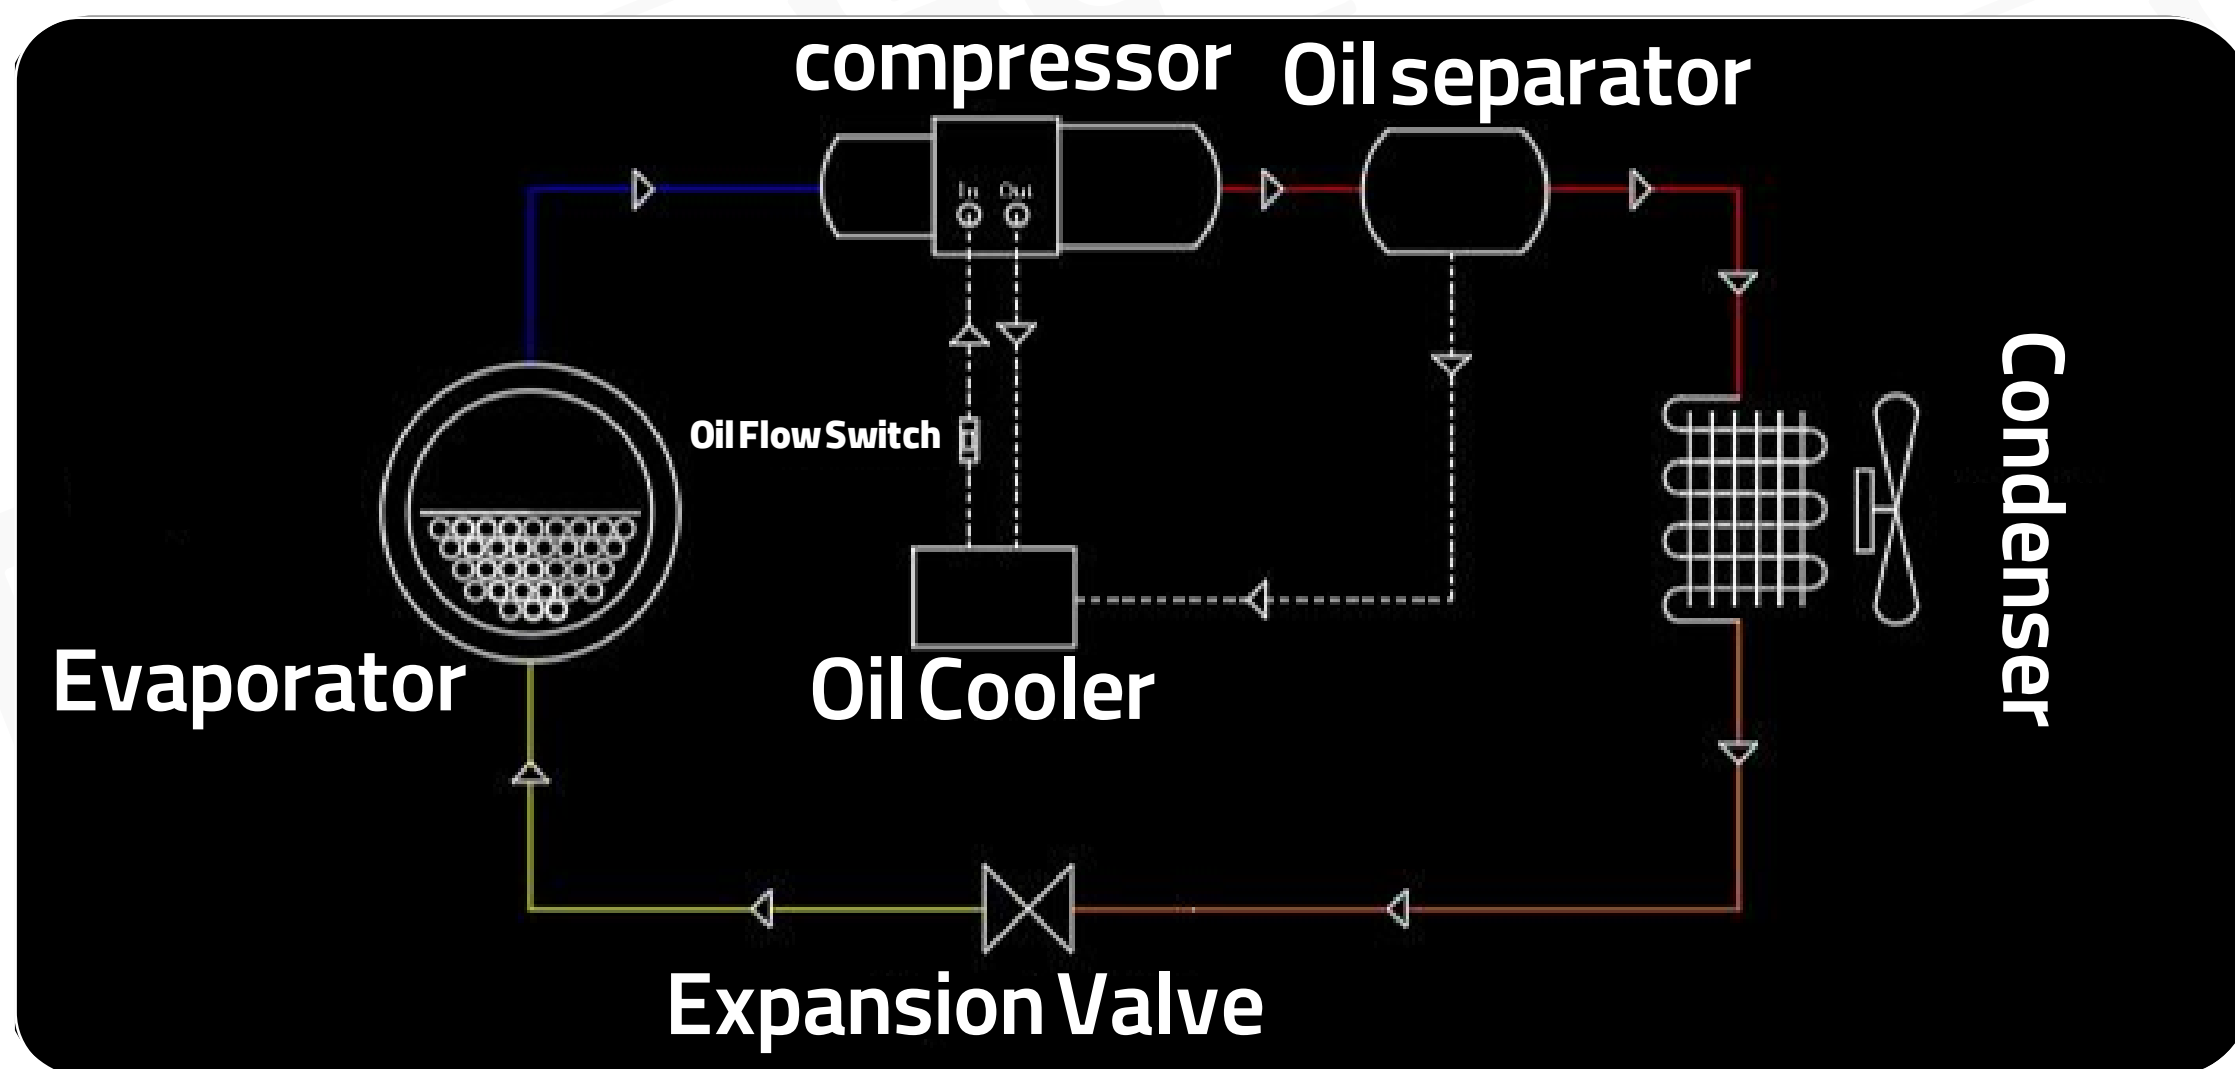 compressor
Oil separator
In Out
Oil Flow Switch
Condenser
Evaporator
Oil Cooler
Expansion Valve